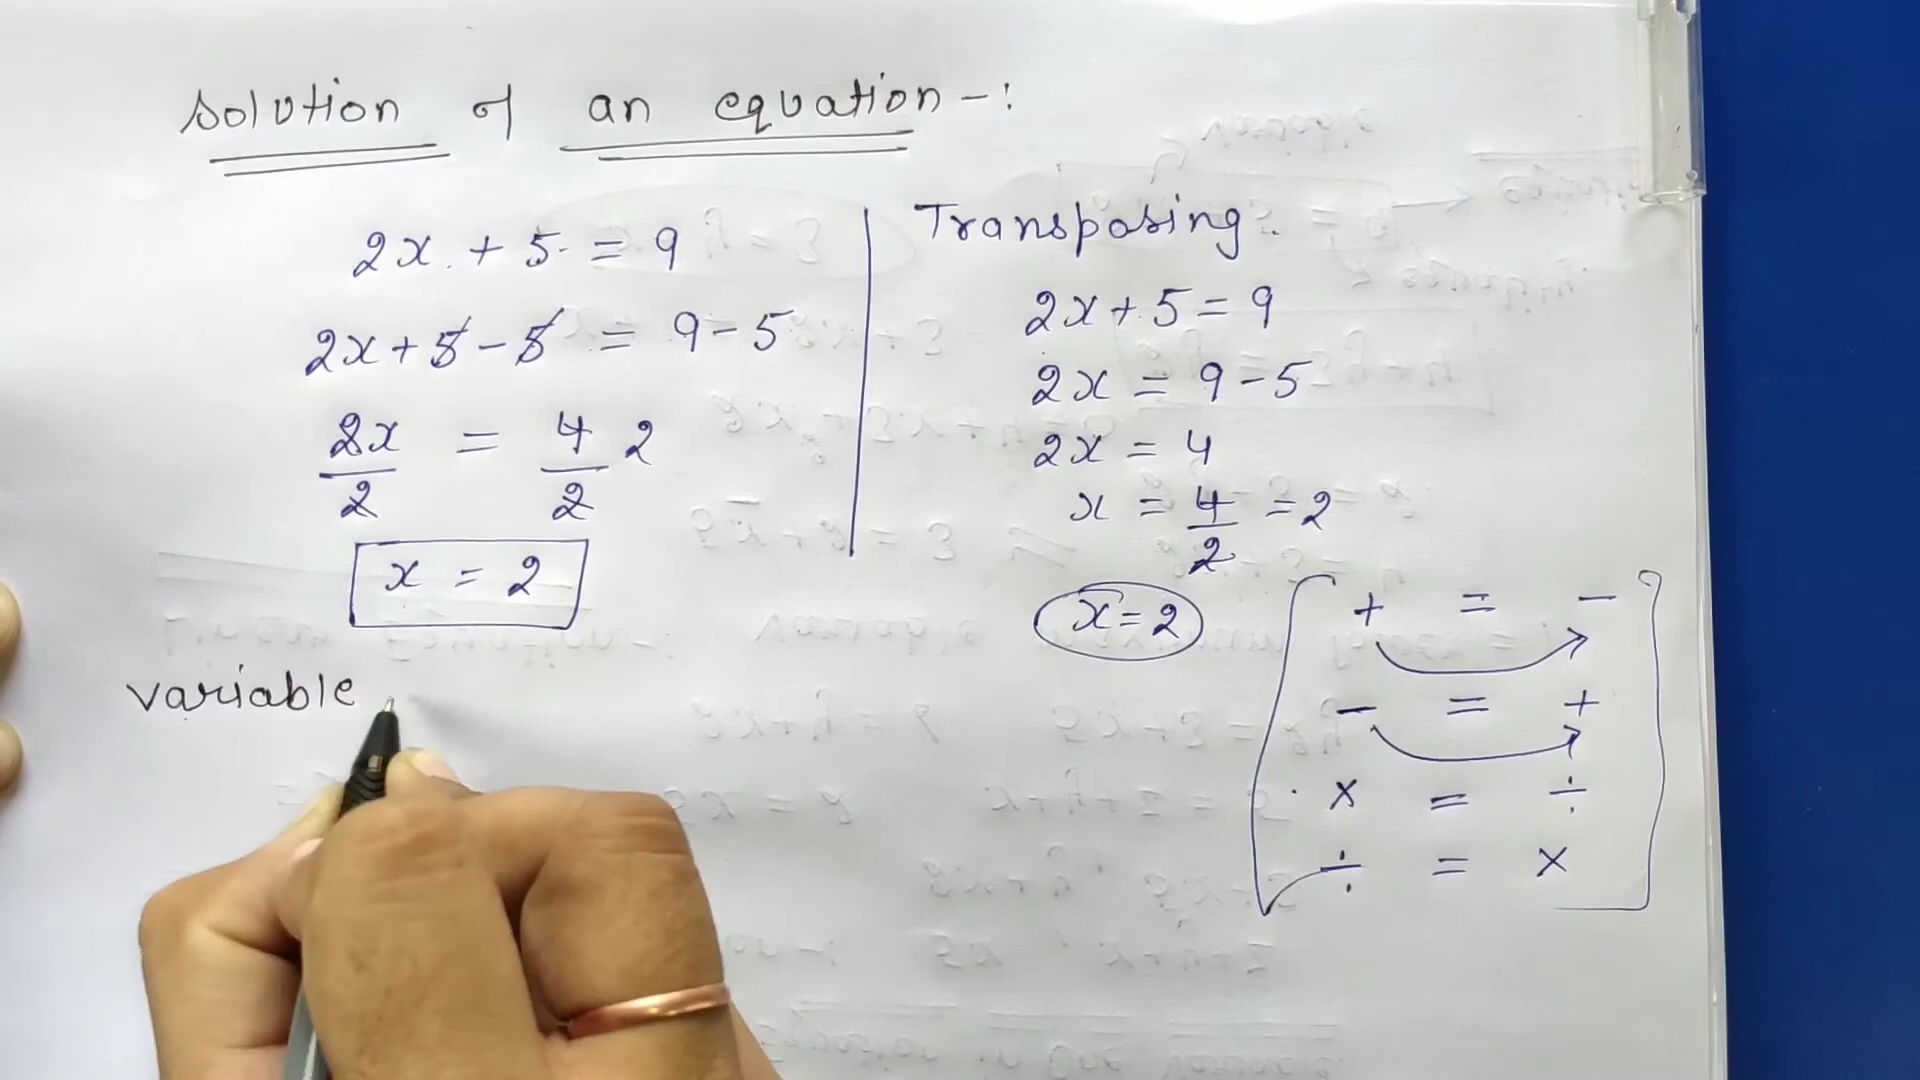 solution of an equation -:
2x + 5 = 9
2x + 5 - 5 = 9 - 5
2x/2 = 4/2 2
x = 2
Transposing
2x + 5 = 9
2x = 9 - 5
2x = 4
x = 4/2 = 2
x = 2
+ = -
- = +
× = ÷
÷ = ×
variable